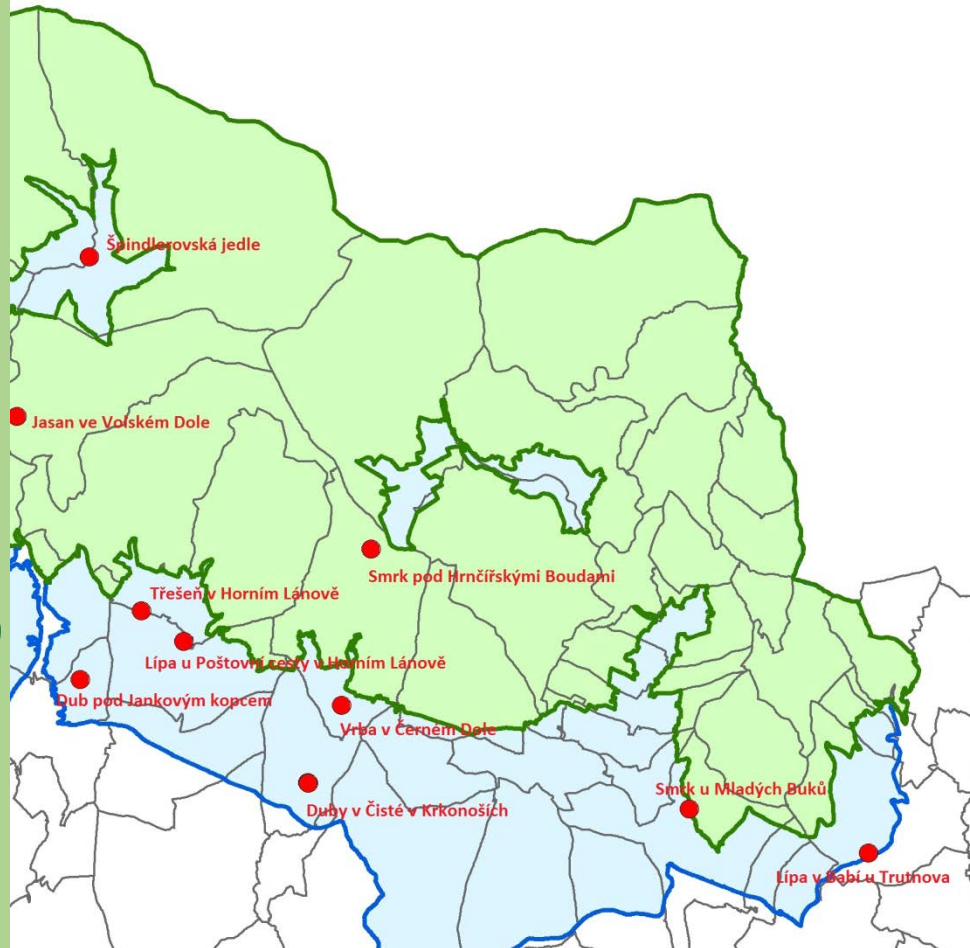 Špindlerovská jedle
Jasan ve Volském Dole
Smrk pod Hrnčířskými Boudami
Třešeň v Horním Lánově
Lípa u Poštovní cesty v Horním Lánově
Dub pod Jankovým kopcem
Vrba v Černém Dole
Smrk u Mladých Buků
Duby v Čisté v Krkonoších
Lípa v Babí u Trutnova